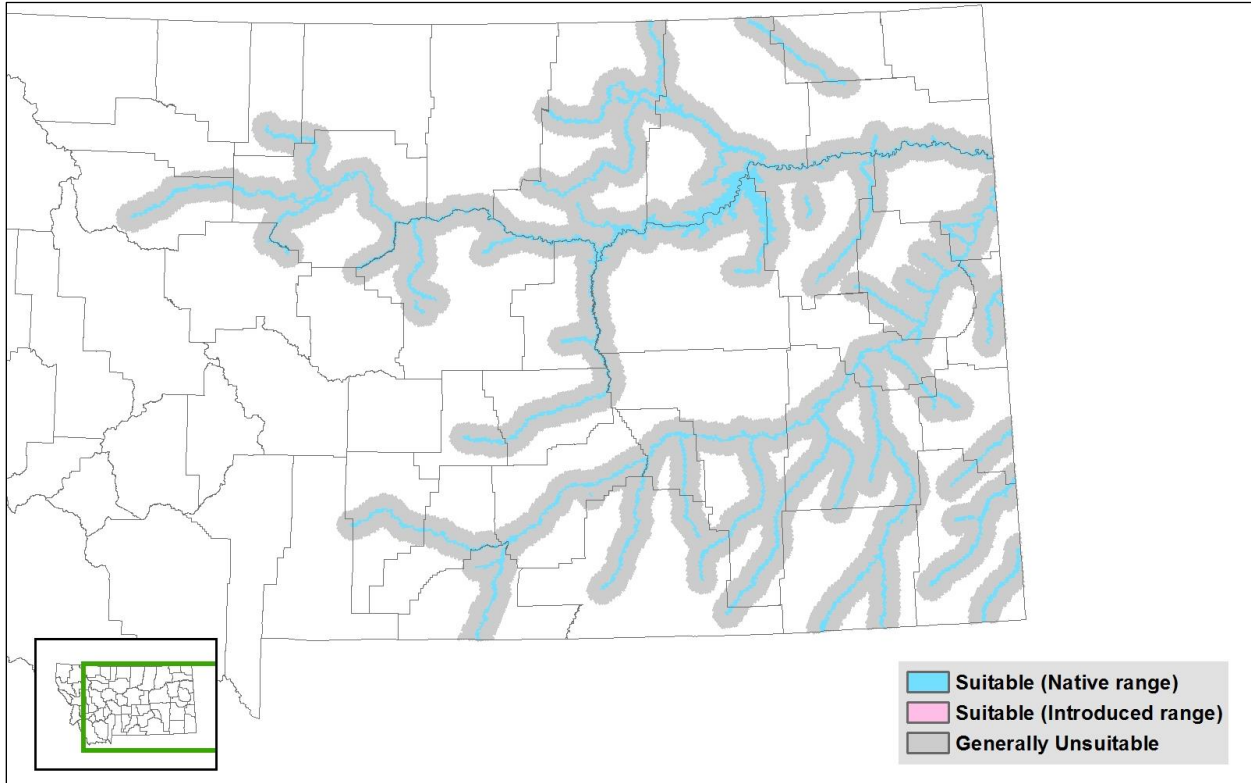 Suitable (Native range)
Suitable (Introduced range)
Generally Unsuitable